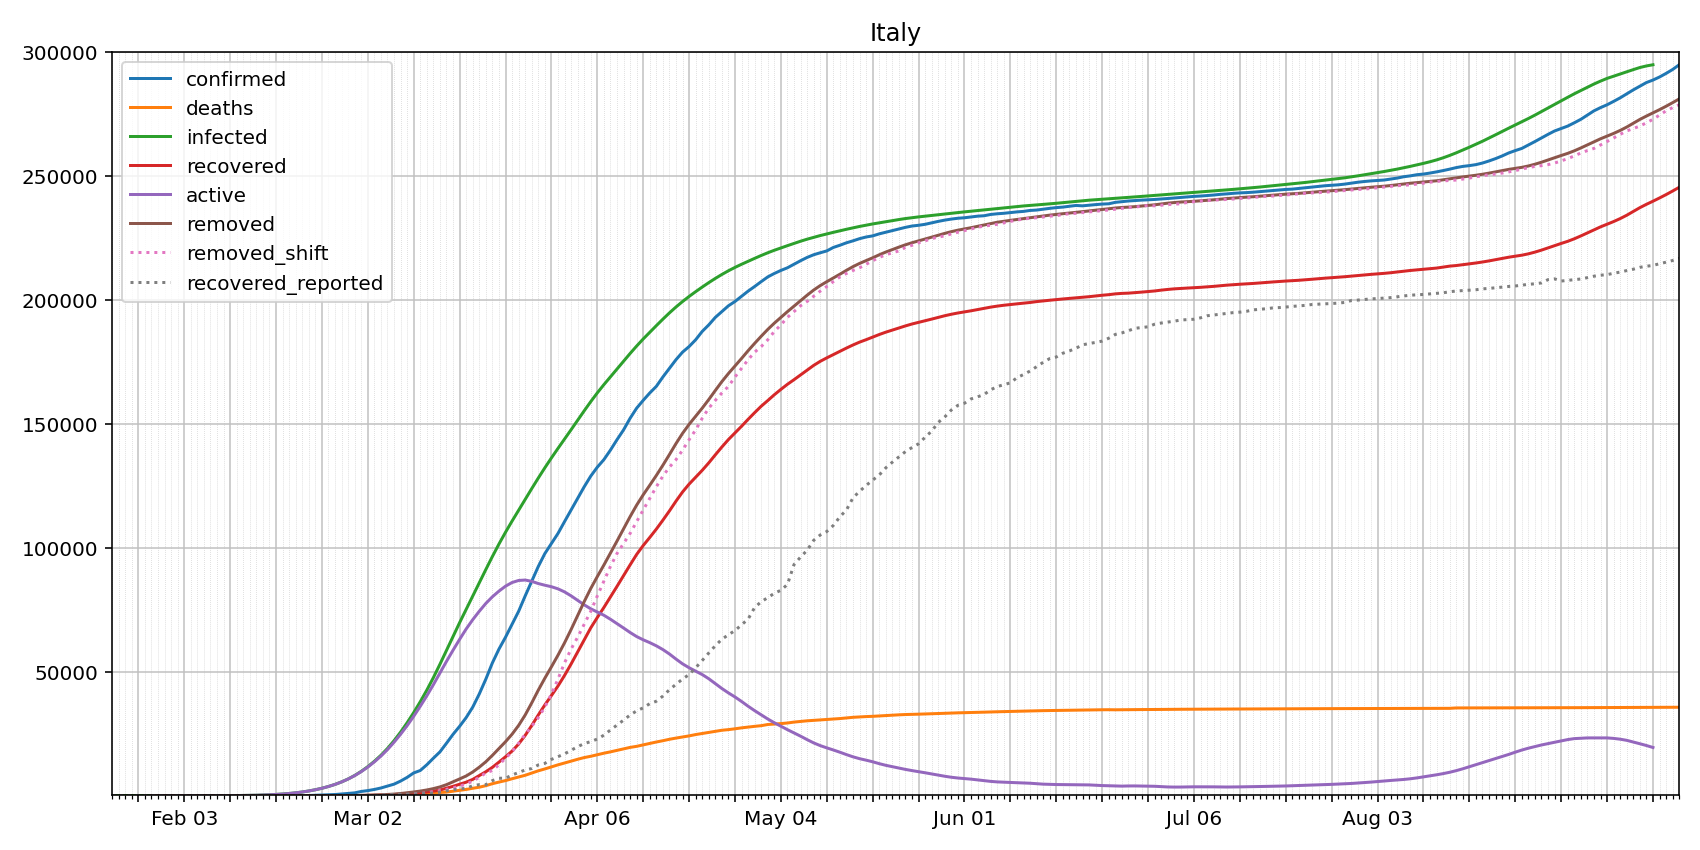 Italy
300000
250000
200000
150000
100000
50000
confirmed
deaths
infected
recovered
active
removed
removed_shift
recovered_reported
Feb 03 Mar 02 Apr 06 May 04 Jun 01 Jul 06 Aug 03